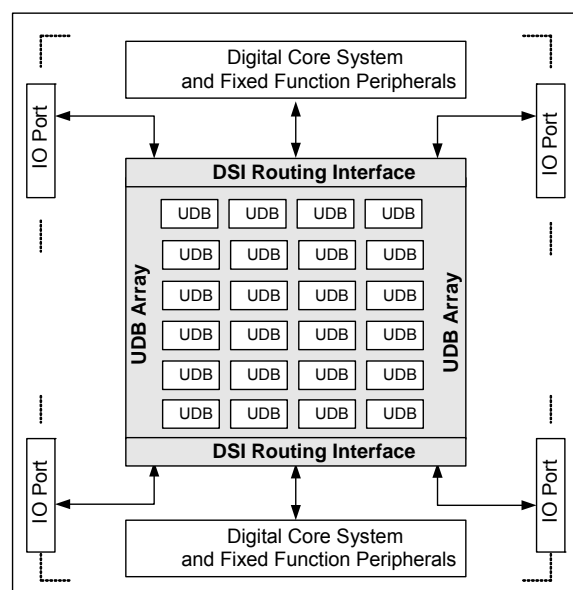 Digital Core System
and Fixed Function Peripherals
IO Port
IO Port
DSI Routing Interface
UDB UDB UDB UDB
UDB UDB UDB UDB
UDB Array
UDB UDB UDB UDB
UDB Array
UDB UDB UDB UDB
UDB UDB UDB UDB
UDB UDB UDB UDB
DSI Routing Interface
IO Port
IO Port
Digital Core System
and Fixed Function Peripherals